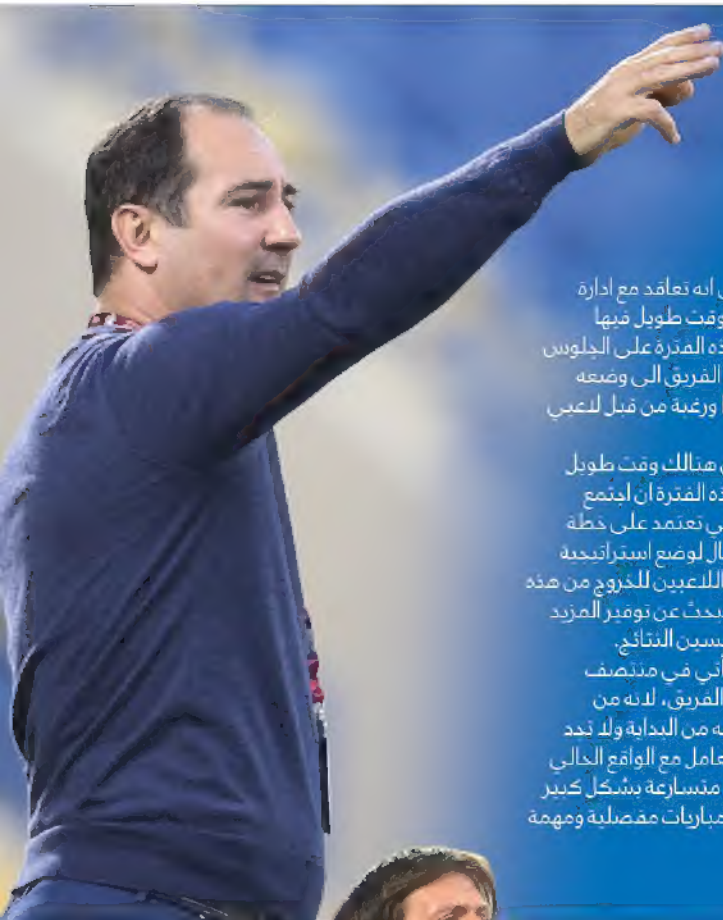 انه تعاقد مع ادارة
وقت طويل فيها
ذه الفترة على الجلوس
الفريق الى وضعه
ورغبة من قبل لاعبي
هنالك وقت طويل
ذه الفترة ان اجتمع
ي تعتمد على خطة
ال لوضع استراتيجية
اللاعبين للخروج من هذه
بحث عن توفير المزيد
سين النتائج.
أتي في منتصف
الفريق، لانه من
ه من البداية ولا تجد
عامل مع الواقع الحالي
متسارعة بشكل كبير
مباريات مفصلية ومهمة